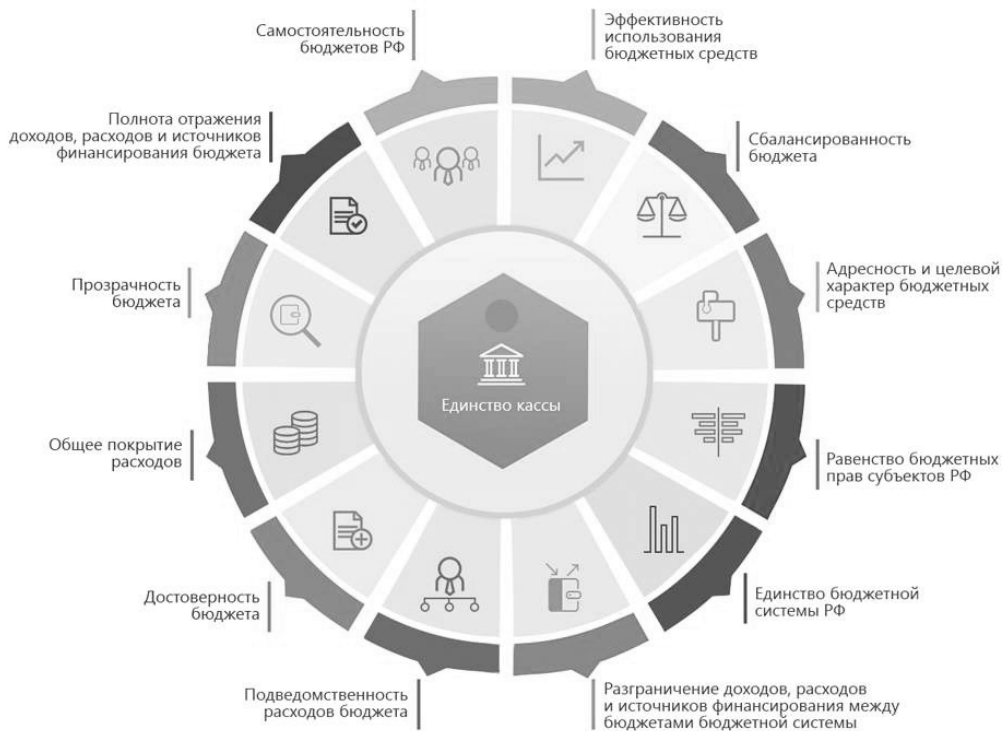 Самостоятельность
бюджетов РФ
Эффективность
использования
бюджетных средств
Полнота отражения
доходов, расходов и источников
финансирования бюджета
Сбалансированность
бюджета
Прозрачность
бюджета
Адресность и целевой
характер бюджетных
средств
Единство кассы
Общее покрытие
расходов
Равенство бюджетных
прав субъектов РФ
Достоверность
бюджета
Единство бюджетной
системы РФ
Подведомственность
расходов бюджета
Разграничение доходов, расходов
и источников финансирования между
бюджетами бюджетной системы